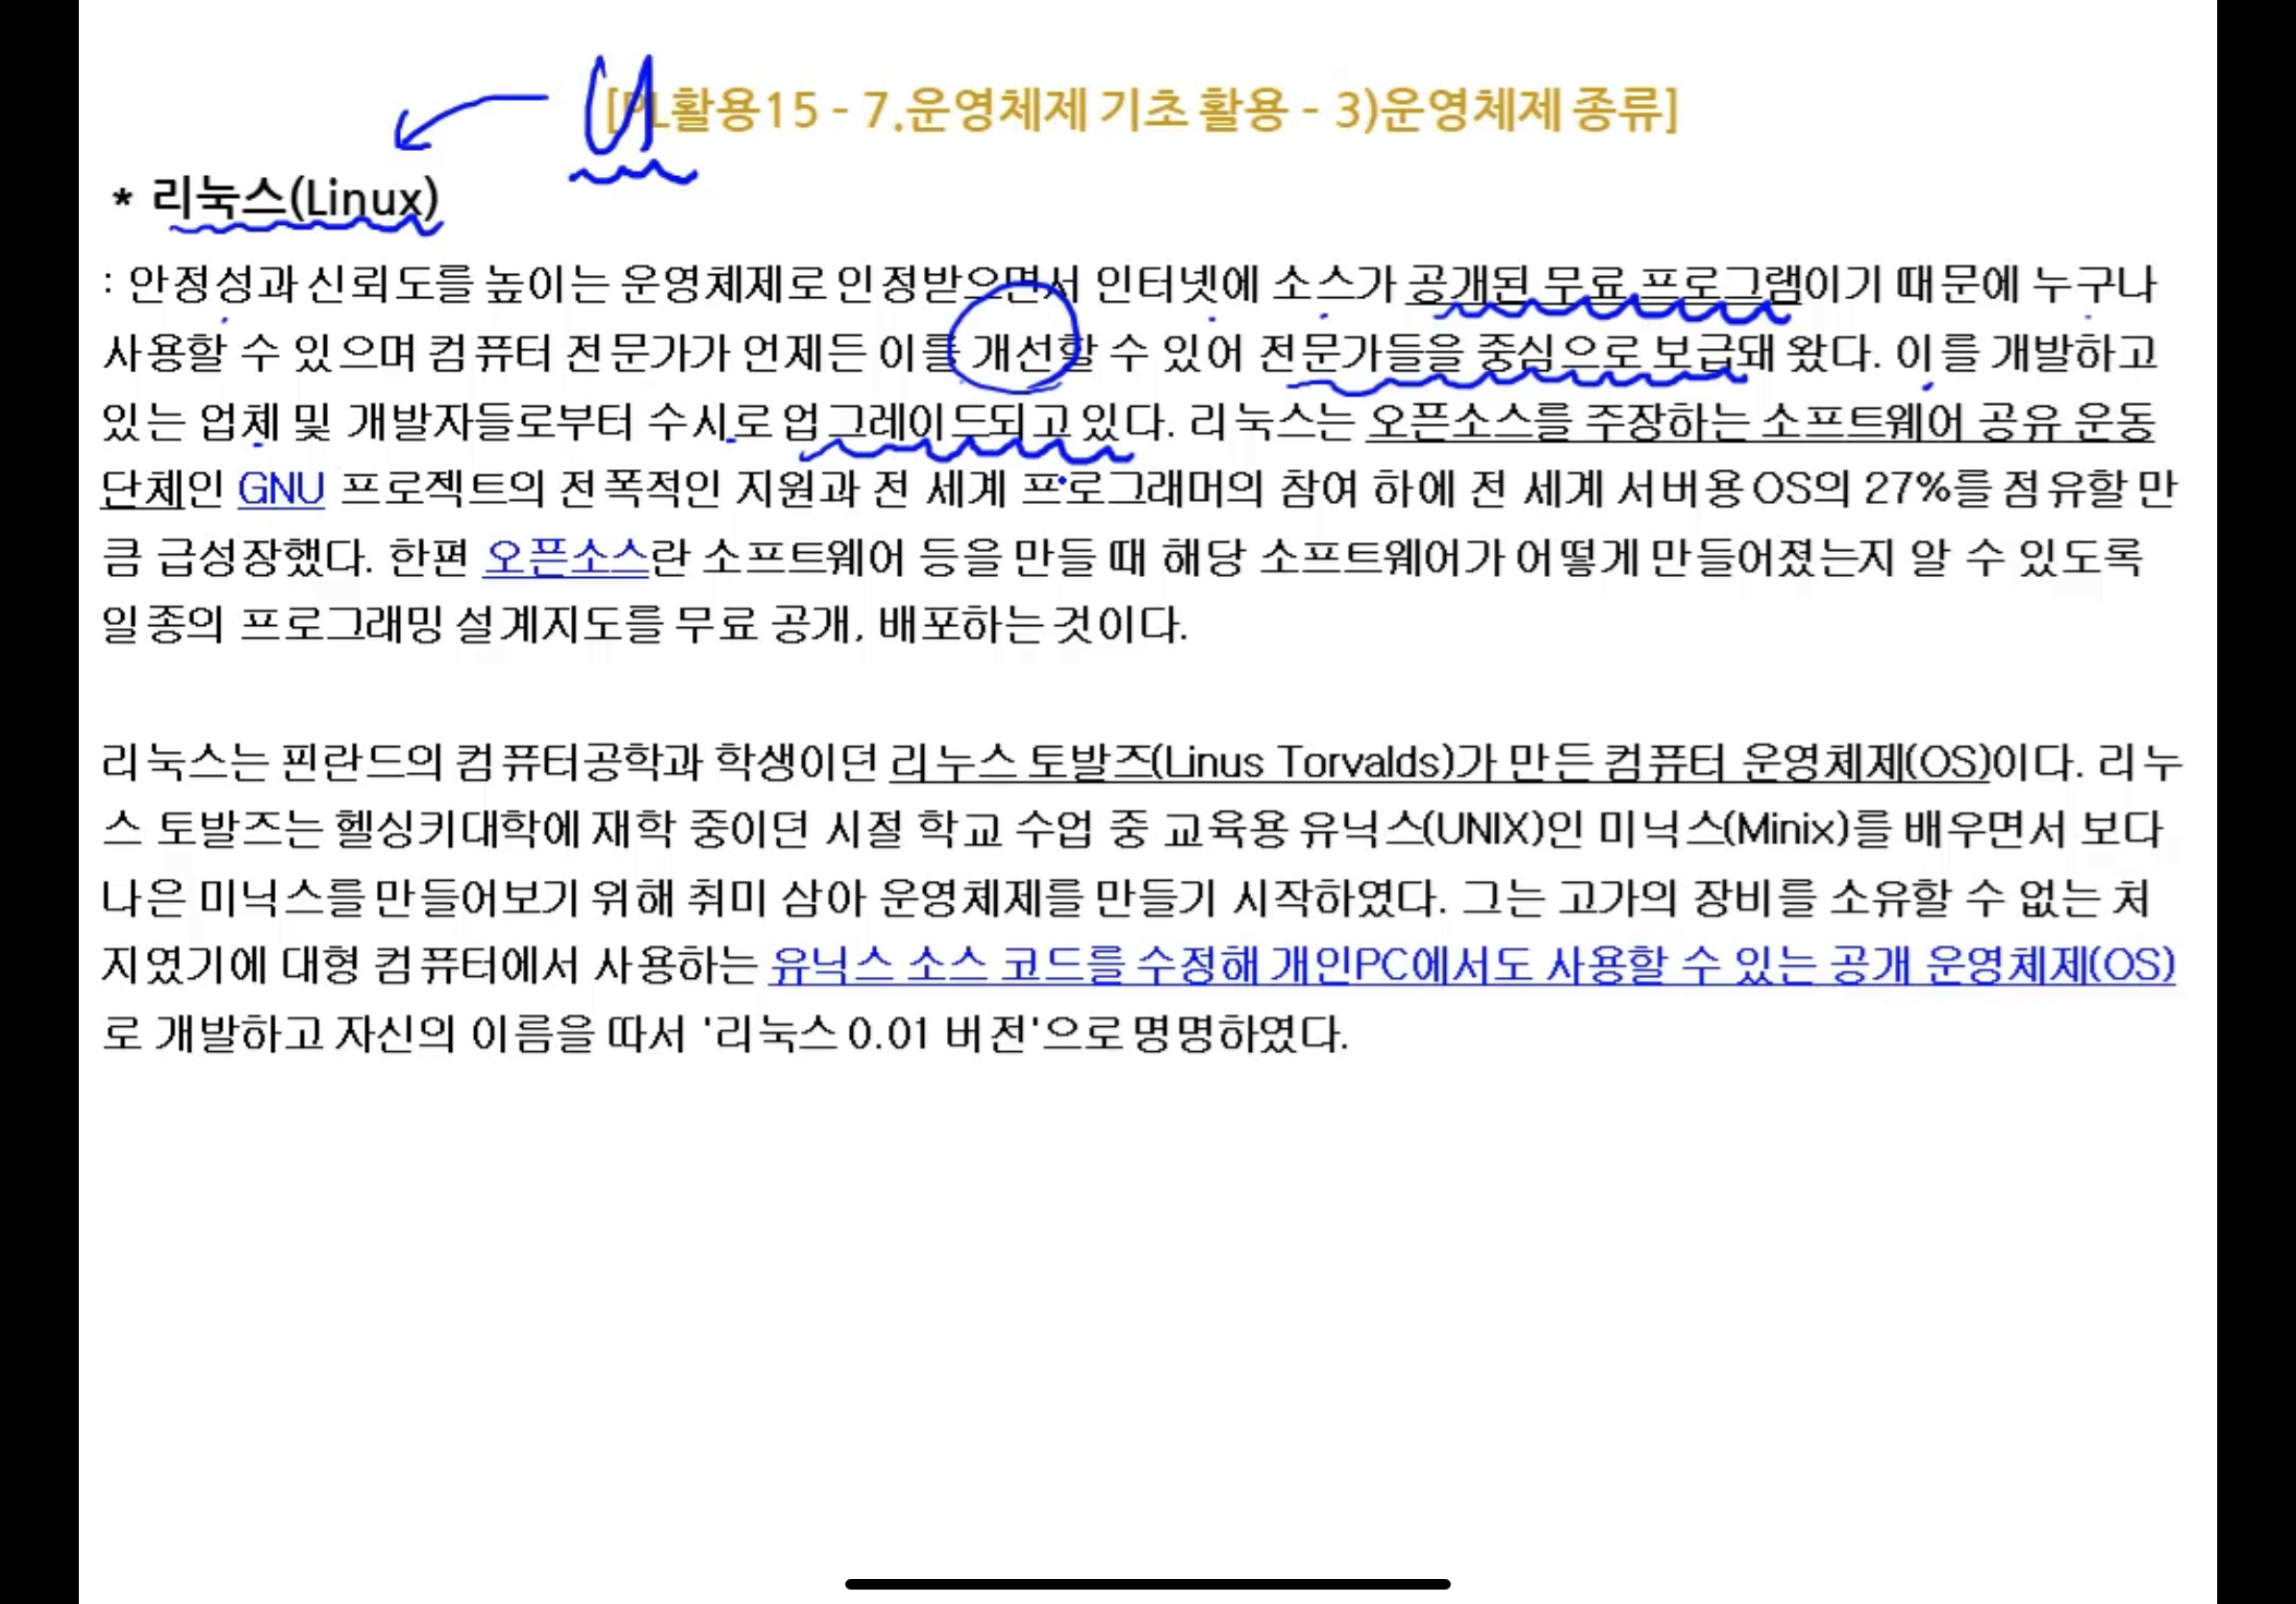 [PL활용15 - 7.운영체제 기초 활용 - 3)운영체제 종류]
U
* 리눅스(Linux)
: 안정성과 신뢰도를 높이는 운영체제로 인정받으면서 인터넷에 소스가 공개된 무료 프로그램이기 때문에 누구나
사용할 수 있으며 컴퓨터 전문가가 언제든 이를 개선할 수 있어 전문가들을 중심으로 보급돼 왔다. 이를 개발하고
있는 업체 및 개발자들로부터 수시로 업그레이드되고 있다. 리눅스는 오픈소스를 주장하는 소프트웨어 공유 운동
단체인 GNU 프로젝트의 전폭적인 지원과 전 세계 프로그래머의 참여 하에 전 세계 서버용 OS의 27%를 점유할 만
큼 급성장했다. 한편 오픈소스란 소프트웨어 등을 만들 때 해당 소프트웨어가 어떻게 만들어졌는지 알 수 있도록
일종의 프로그래밍 설계지도를 무료 공개, 배포하는 것이다.
리눅스는 핀란드의 컴퓨터공학과 학생이던 리누스 토발즈(Linus Torvalds)가 만든 컴퓨터 운영체제(OS)이다. 리누
스 토발즈는 헬싱키대학에 재학 중이던 시절 학교 수업 중 교육용 유닉스(UNIX)인 미닉스(Minix)를 배우면서 보다
나은 미닉스를 만들어보기 위해 취미 삼아 운영체제를 만들기 시작하였다. 그는 고가의 장비를 소유할 수 없는 처
지였기에 대형 컴퓨터에서 사용하는 유닉스 소스 코드를 수정해 개인PC에서도 사용할 수 있는 공개 운영체제(OS)
로 개발하고 자신의 이름을 따서 '리눅스 0.01 버전'으로 명명하였다.